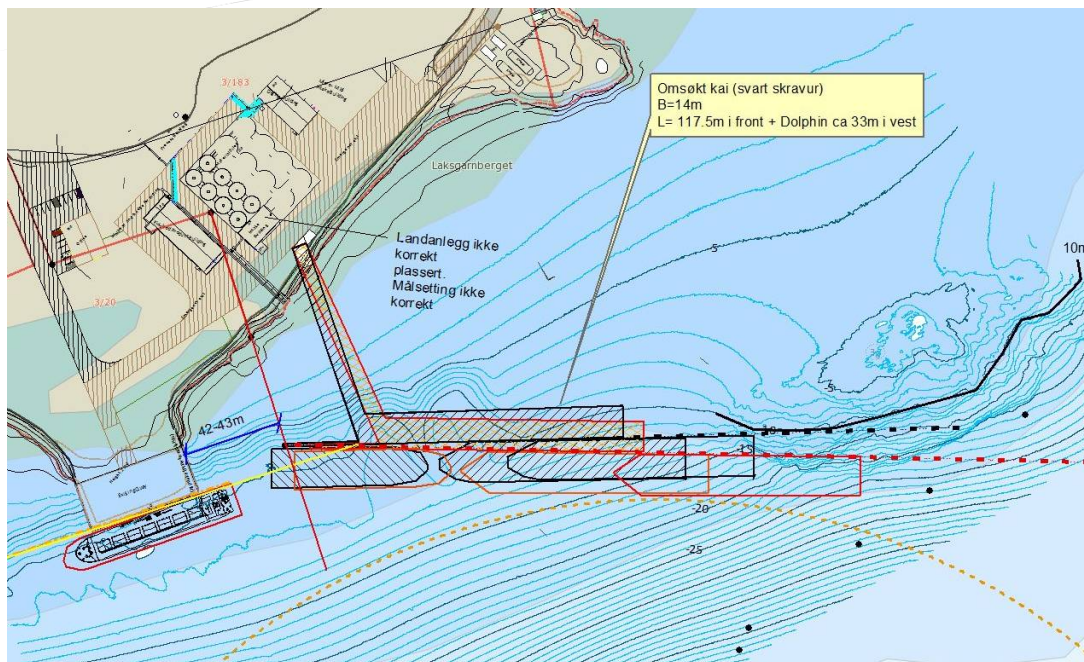 3/183
Omsøkt kai (svart skravur)
B=14m
L= 117.5m i front + Dolphin ca 33m i vest
Laksgarnberget
Landanlegg ikke
korrekt
plassert.
Målsetting ikke
korrekt
-5
10m
3/20
-5
42-43m
-10
-15
-20
-25